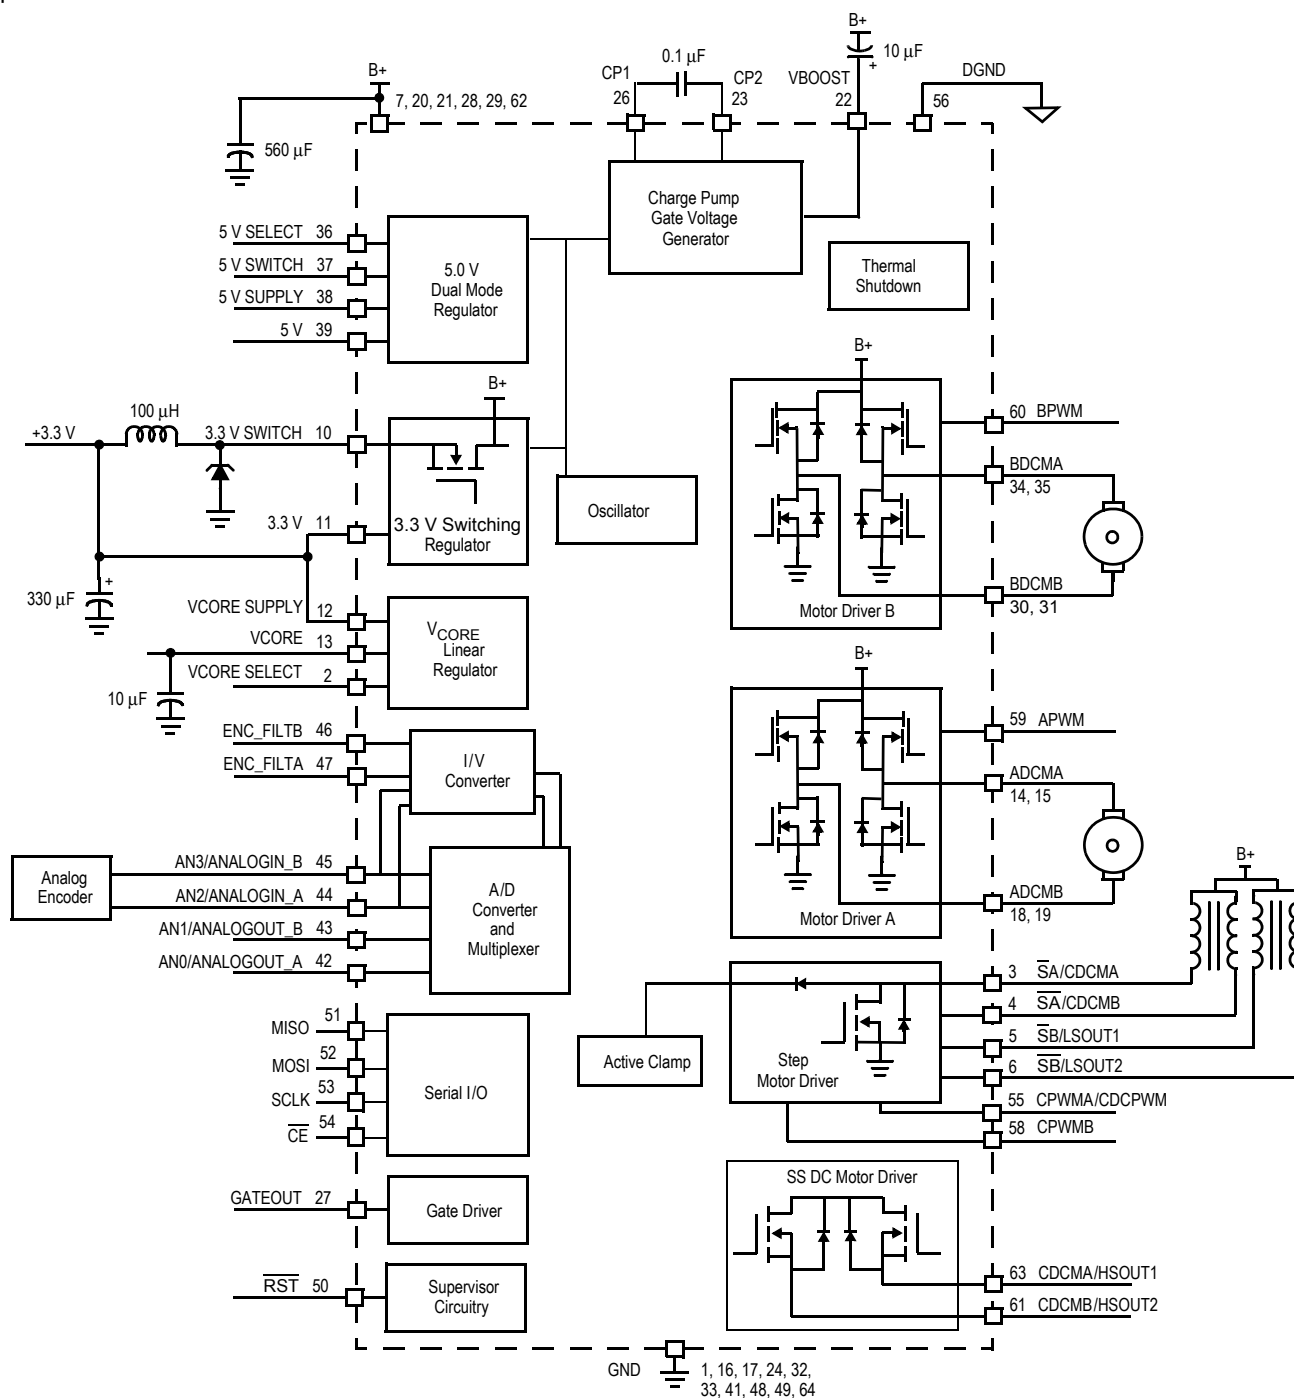 B+
10 µF
0.1 µF
CP1
26
CP2
23
VBOOST
22
DGND
56
B+
7, 20, 21, 28, 29, 62
560 µF
Charge Pump
Gate Voltage
Generator
Thermal
Shutdown
5 V SELECT 36
5 V SWITCH 37
5 V SUPPLY 38
5 V 39
5.0 V
Dual Mode
Regulator
B+
100 µH
+3.3 V
3.3 V SWITCH 10
3.3 V 11
3.3 V Switching
Regulator
Oscillator
330 µF
+
B+
Motor Driver B
60 BPWM
BDCMA
34, 35
BDCMB
30, 31
VCORE SUPPLY
12
VCORE
13
VCORE SELECT
2
10 µF
VCORE
Linear
Regulator
B+
Motor Driver A
59 APWM
ADCMA
14, 15
ADCMB
18, 19
ENC_FILTB 46
ENC_FILTA 47
I/V
Converter
Analog
Encoder
AN3/ANALOGIN_B 45
AN2/ANALOGIN_A 44
AN1/ANALOGOUT_B 43
AN0/ANALOGOUT_A 42
A/D
Converter
and
Multiplexer
B+
3 S̅A/CDCMA
4 S̅A̅/CDCMB
5 S̅B/LSOUT1
6 S̅B̅/LSOUT2
55 CPWMA/CDCPWM
58 CPWMB
Active Clamp
Step
Motor Driver
MISO 51
MOSI 52
SCLK 53
C̅E̅ 54
Serial I/O
SS DC Motor Driver
63 CDCMA/HSOUT1
61 CDCMB/HSOUT2
GATEOUT 27
Gate Driver
R̅S̅T̅ 50
Supervisor
Circuitry
GND
1, 16, 17, 24, 32,
33, 41, 48, 49, 64